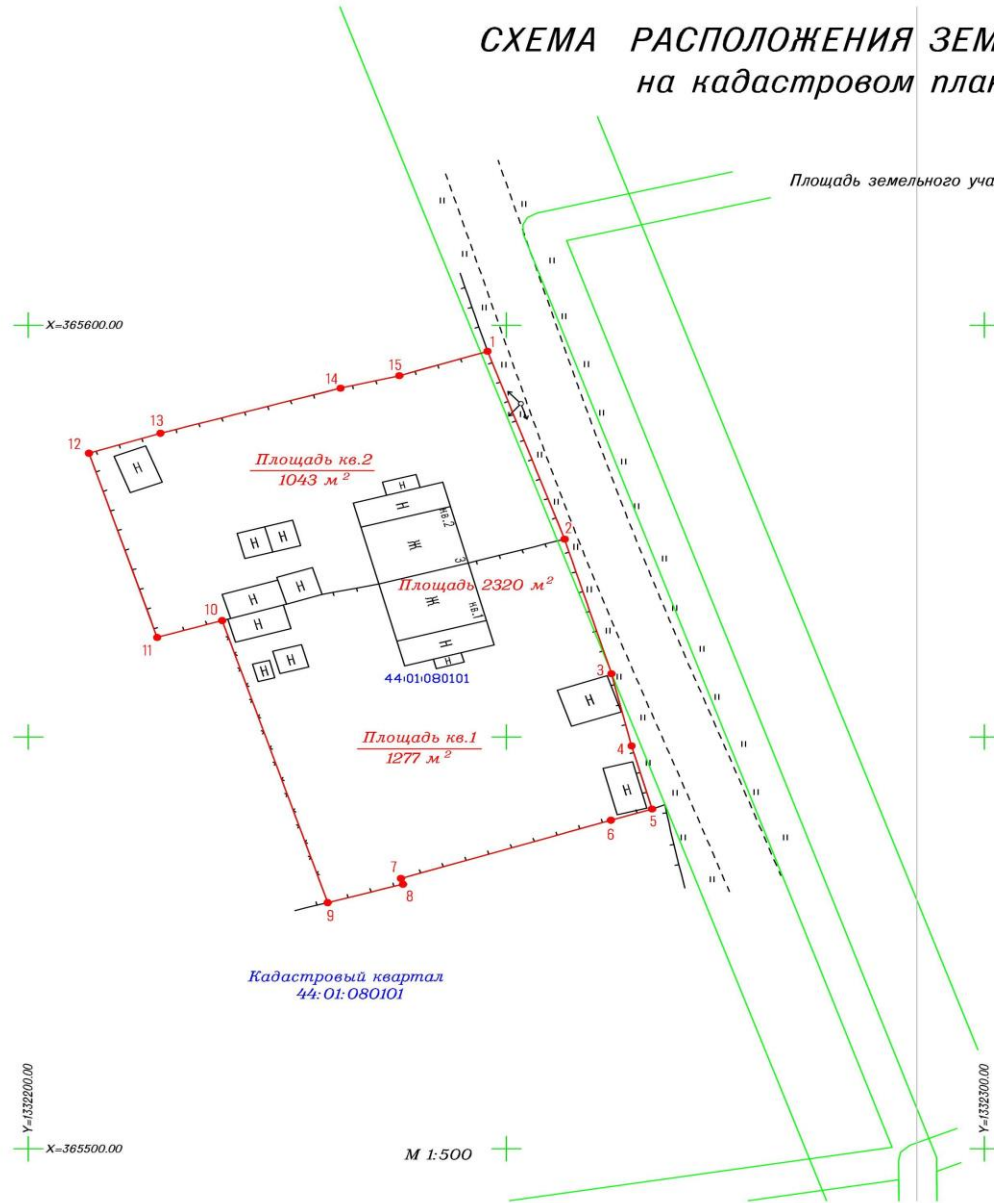 СХЕМА РАСПОЛОЖЕНИЯ ЗЕМ
на кадастровом план
Площадь земельного уча
X=365600.00
1
15
14
13
12
Н
Площадь кв.2
1043 м²
Н
Н
кв.2
Ж
2
Н Н
3
Площадь 2320 м²
Н
Н
Ж
кв.1
10
Н
11
Н
Н Н
Н
44:01:080101
3
Площадь кв.1
1277 м²
4
Н
5
6
7
8
9
Кадастровый квартал
44:01:080101
Y=1332200.00
Y=1332300.00
X=365500.00
М 1:500